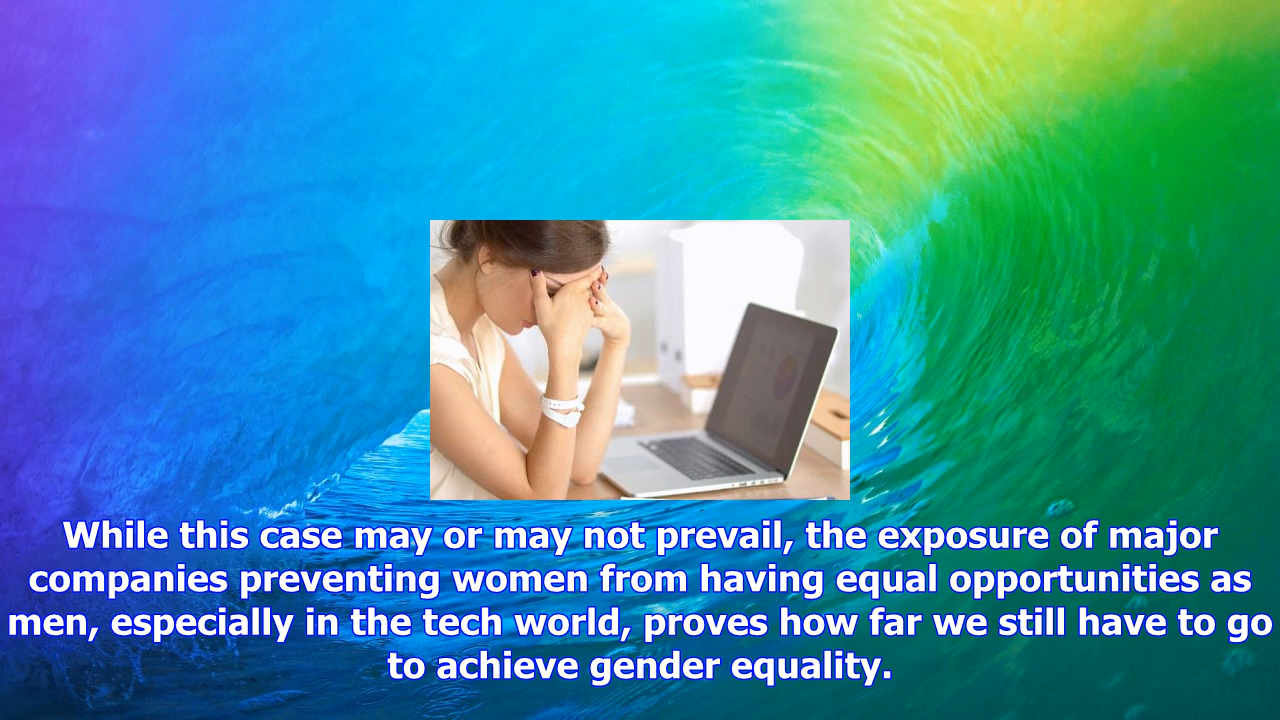 While this case may or may not prevail, the exposure of major
companies preventing women from having equal opportunities as
men, especially in the tech world, proves how far we still have to go
to achieve gender equality.